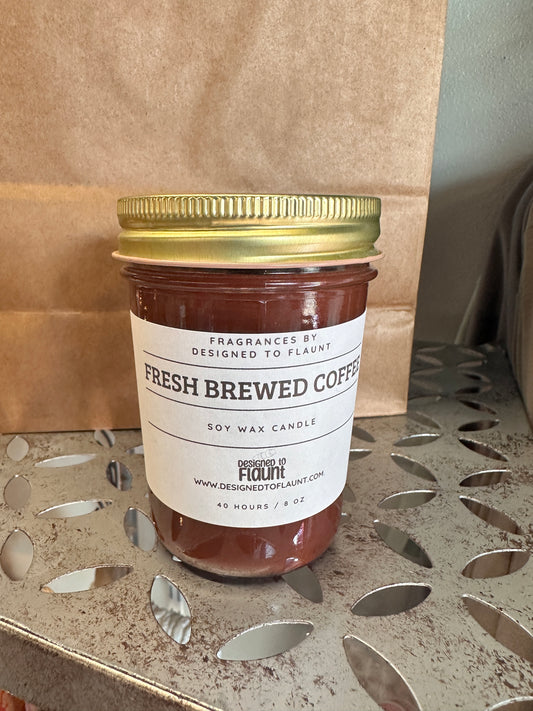 FRAGRANCES BY
DESIGNED TO FLAUNT
FRESH BREWED COFFEE
SOY WAX CANDLE
DESIGNED TO
FLAUNT
WWW.DESIGNEDTOFLAUNT.COM
40 HOURS / 8 OZ